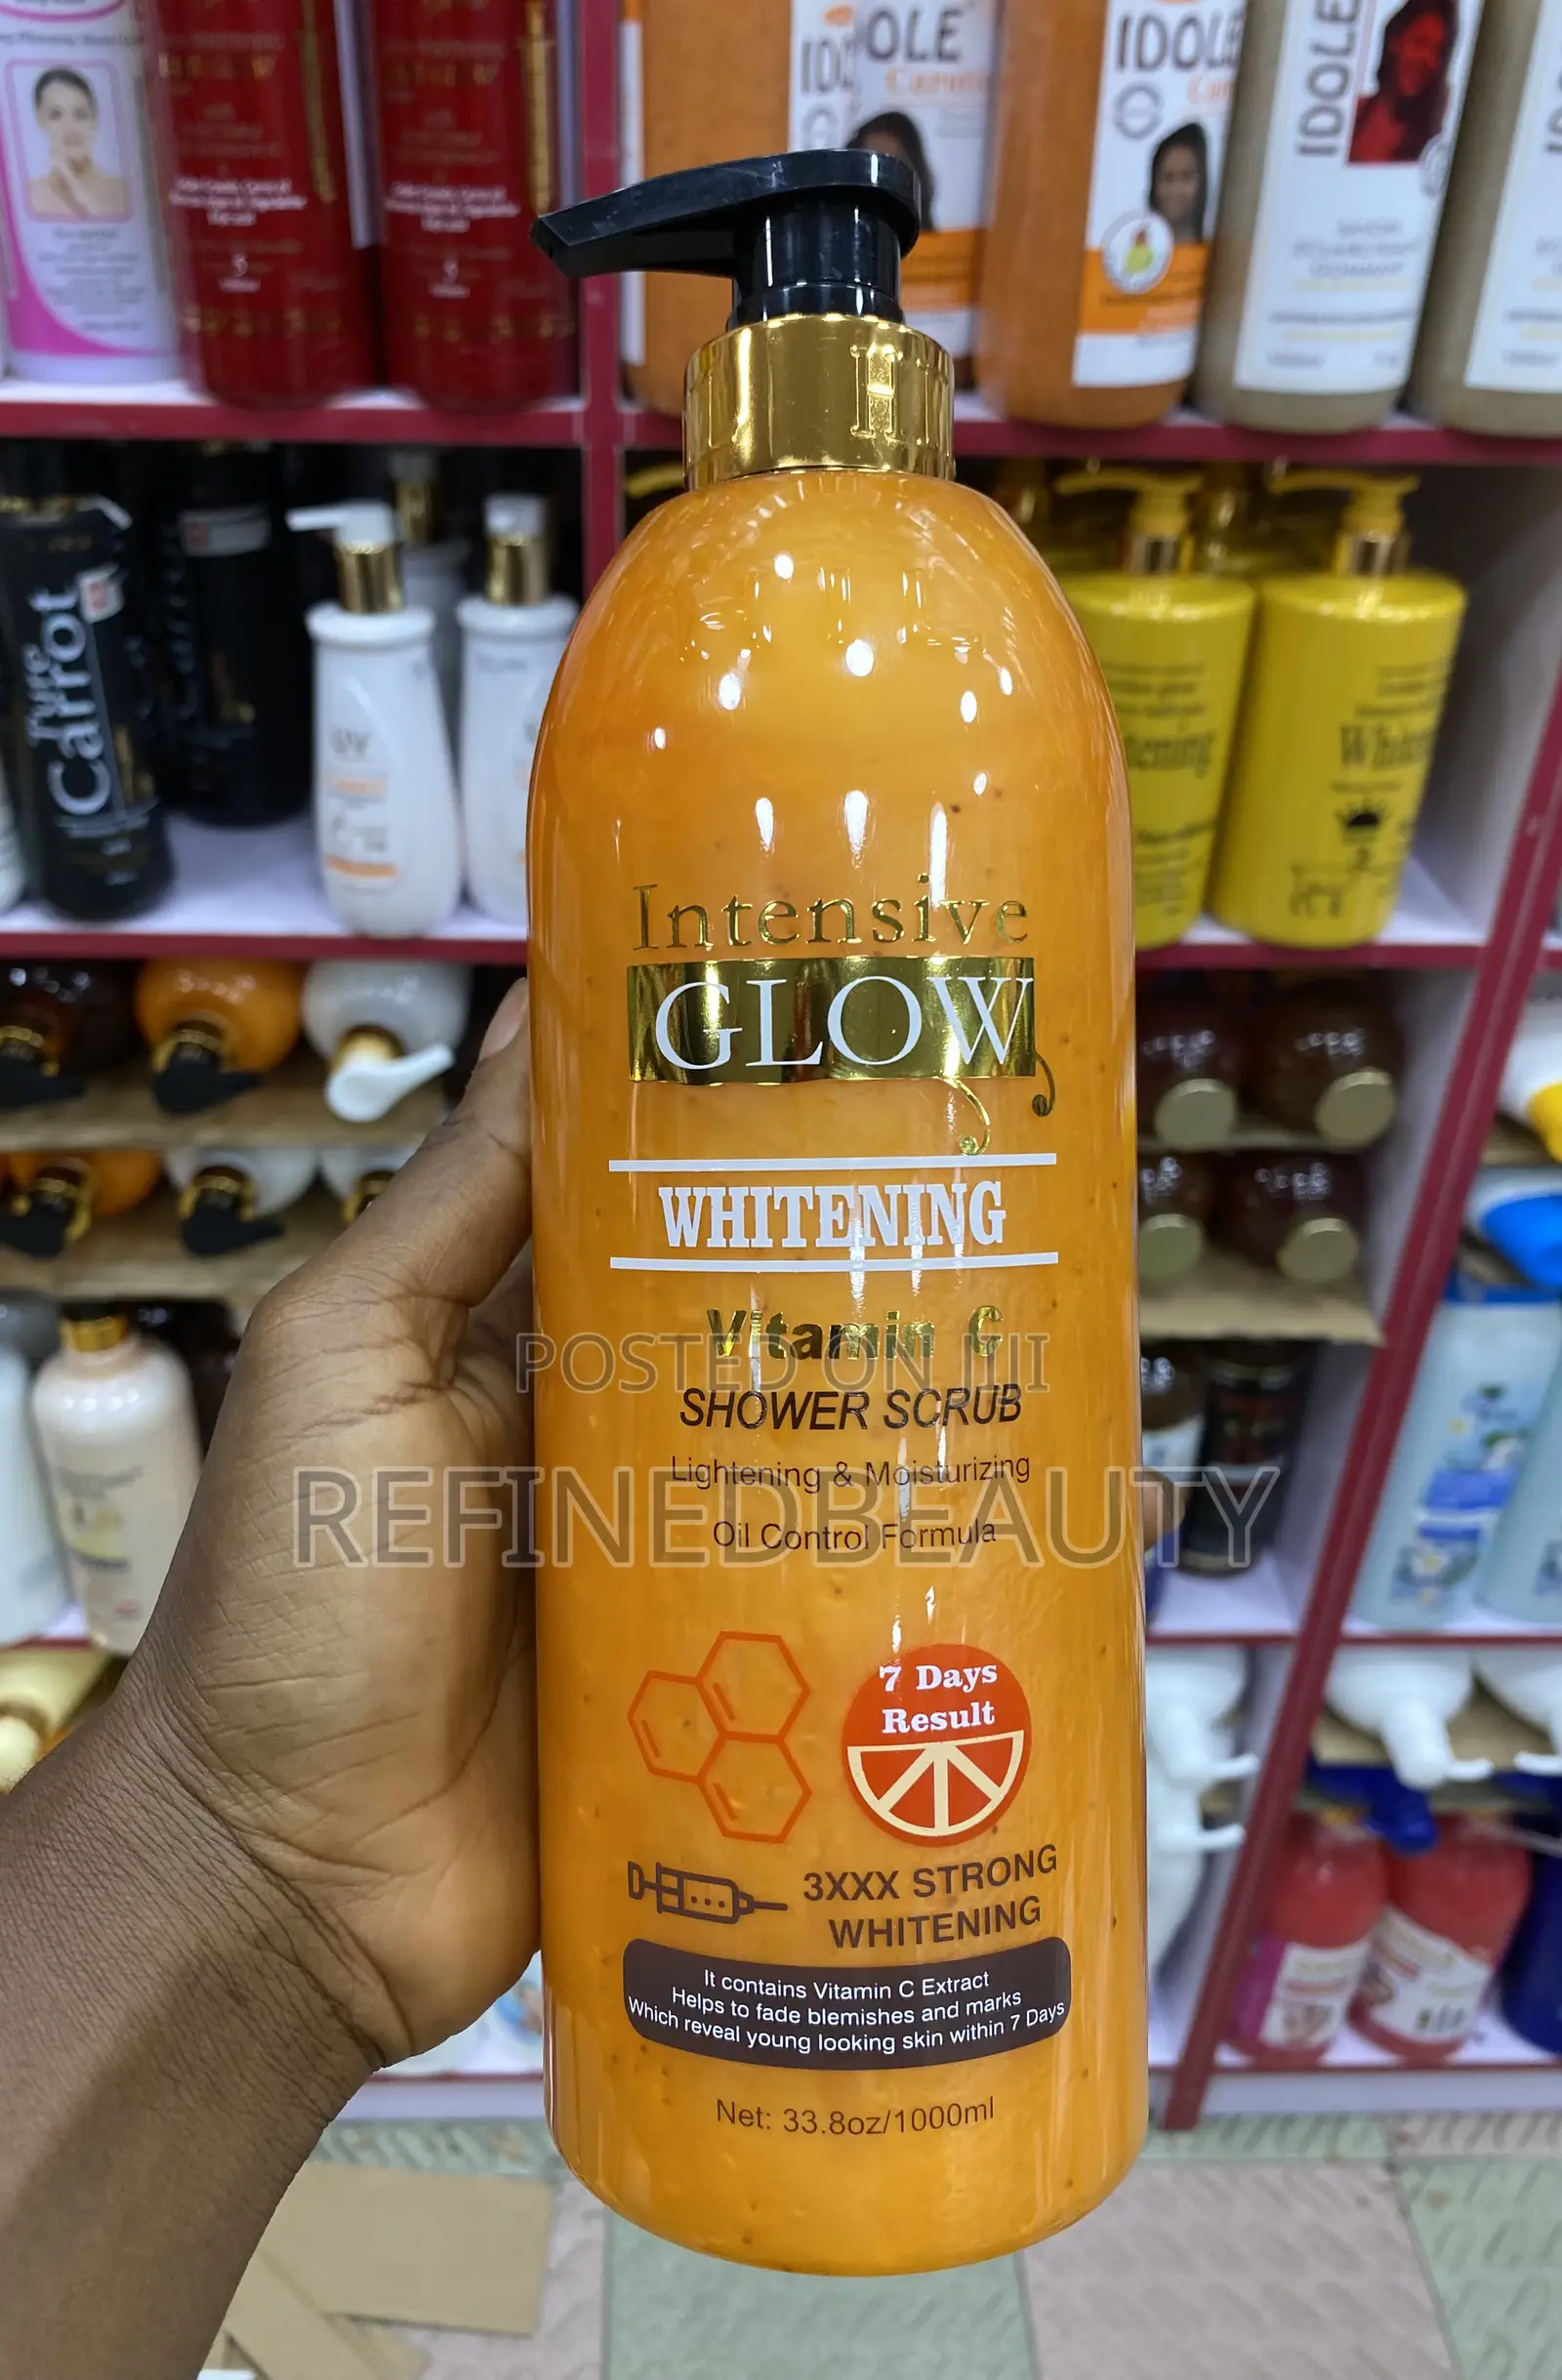 IDOLE
IDOLE
IDOLE
Carrot
Intensive
GLOW
WHITENING
Vitamin C
POSTED ON JIJI
SHOWER SCRUB
Lightening & Moisturizing
REFINEDBEAUTY
Oil Control Formula
7 Days
Result
3XXX STRONG
WHITENING
It contains Vitamin C Extract
Helps to fade blemishes and marks
Which reveal young looking skin within 7 Days
Net: 33.8oz/1000ml